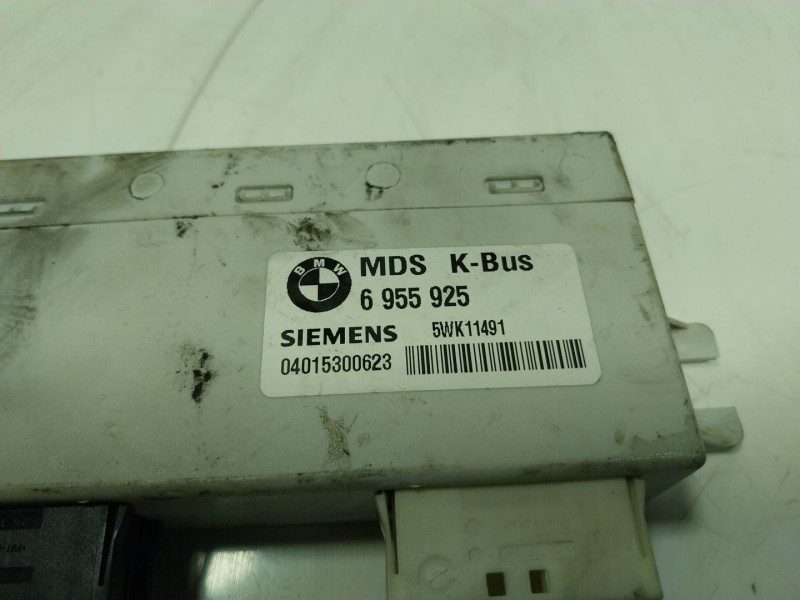 BMW
MDS K-Bus
6 955 925
SIEMENS 5WK11491
04015300623